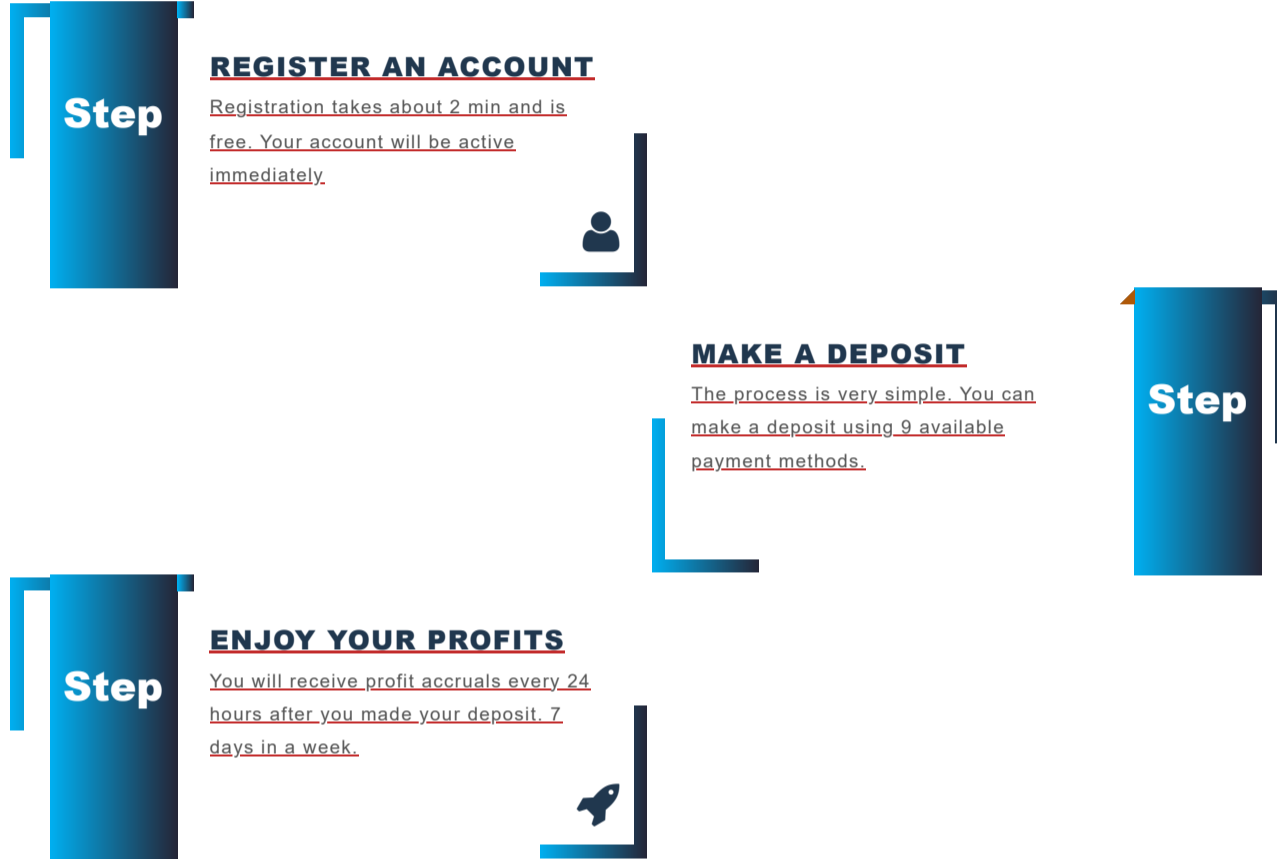 Step
REGISTER AN ACCOUNT
Registration takes about 2 min and is
free. Your account will be active
immediately
MAKE A DEPOSIT
The process is very simple. You can
make a deposit using 9 available
payment methods.
Step
Step
ENJOY YOUR PROFITS
You will receive profit accruals every 24
hours after you made your deposit. 7
days in a week.